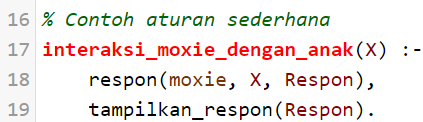 16 % Contoh aturan sederhana
17 interaksi_moxie_dengan_anak(X) :-
18     respon(moxie, X, Respon),
19     tampilkan_respon(Respon).